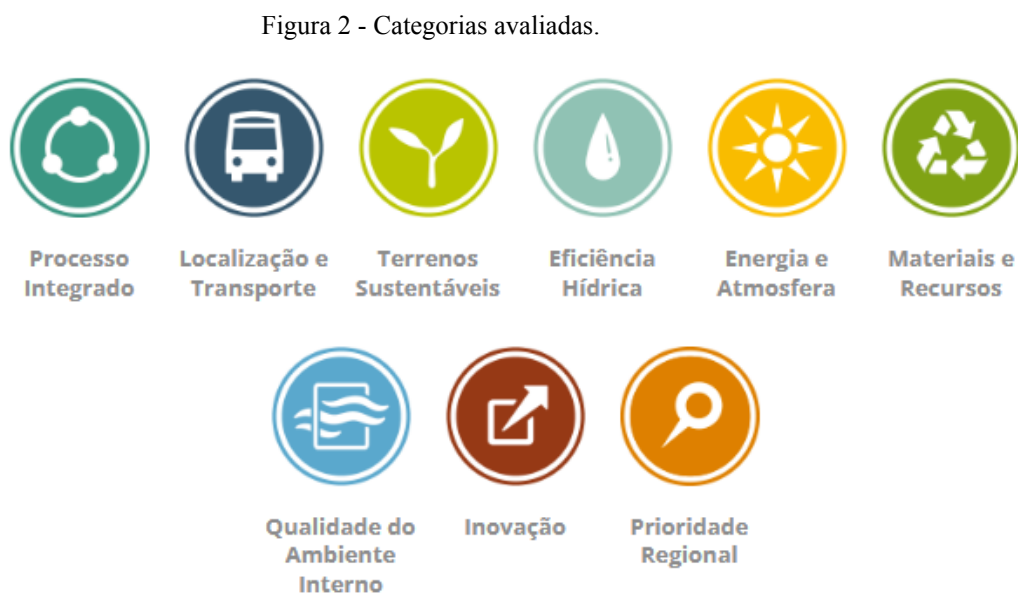 Figura 2 - Categorias avaliadas.
Processo
Integrado
Localização e
Transporte
Terrenos
Sustentáveis
Eficiência
Hídrica
Energia e
Atmosfera
Materiais e
Recursos
Qualidade do
Ambiente
Interno
Inovação
Prioridade
Regional